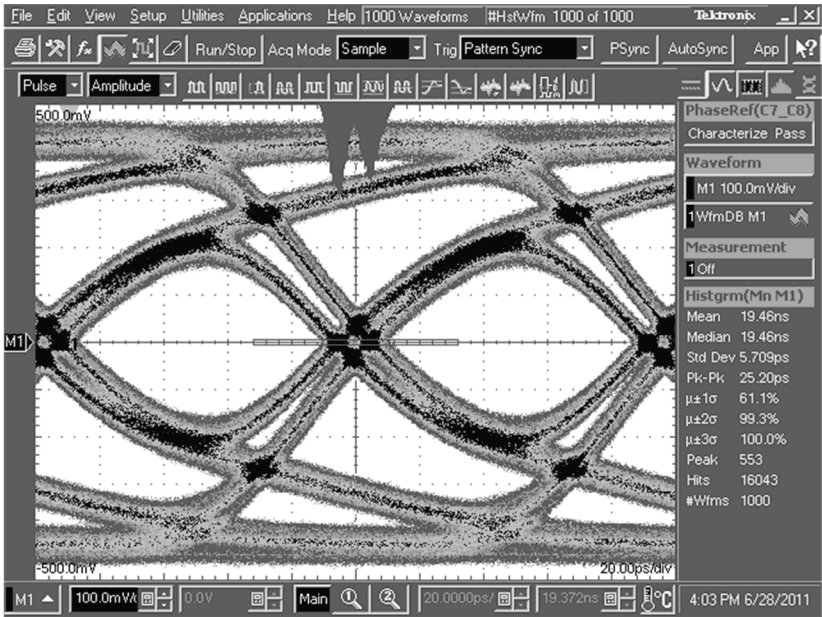 File Edit View Setup Utilities Applications Help 1000 Waveforms #HstWfm 1000 of 1000 Tektronix
Run/Stop Acq Mode Sample Trig Pattern Sync PSync AutoSync App
Pulse Amplitude
500.0mV
PhaseRef(C7_C8)
Characterize Pass
Waveform
M1 100.0mV/div
1 WfmDB M1
Measurement
1 Off
Histgrm(Mn M1)
Mean 19.46ns
Median 19.46ns
Std Dev 5.709ps
Pk-Pk 25.20ps
µ±1σ 61.1%
µ±2σ 99.3%
µ±3σ 100.0%
Peak 553
Hits 16043
#Wfms 1000
M1
-500.0mV 20.00ps/div
M1 100.0mV/ 0.0V Main 1 2 20.0000ps/ 19.372ns °C 4:03 PM 6/28/2011